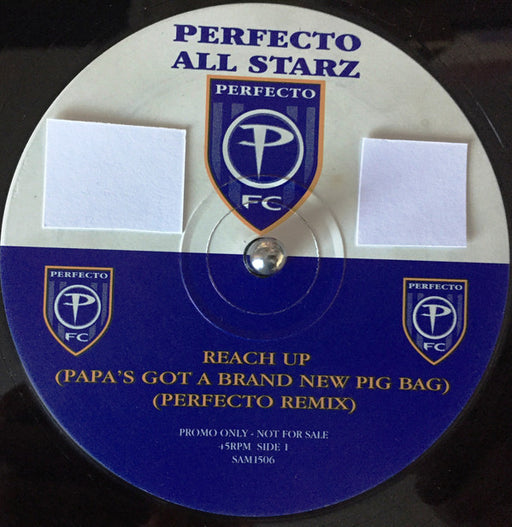 PERFECTO
ALL STARZ
PERFECTO
P
FC
PERFECTO
P
FC
PERFECTO
P
FC
REACH UP
(PAPA'S GOT A BRAND NEW PIG BAG)
(PERFECTO REMIX)
PROMO ONLY - NOT FOR SALE
45RPM SIDE 1
SAM1506